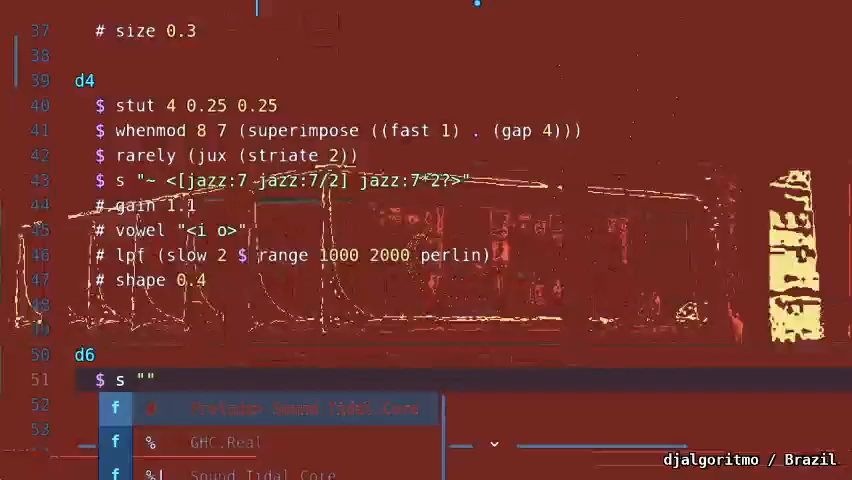 37 # size 0.3
38
39 d4
40 $ stut 4 0.25 0.25
41 $ whenmod 8 7 (superimpose ((fast 1) . (gap 4)))
42 $ rarely (jux (striate 2))
43 $ s "~ <[jazz:7 jazz:7/2] jazz:7*2?>"
44 # gain 1.1
45 # vowel "<i o>"
46 # lpf (slow 2 $ range 1000 2000 perlin)
47 # shape 0.4
48
49
50 d6
51 $ s ""
52 f # Prelude> Sound.Tidal.Core
53 f % GHC.Real
f %| Sound.Tidal.Core
djalgoritmo / Brazil